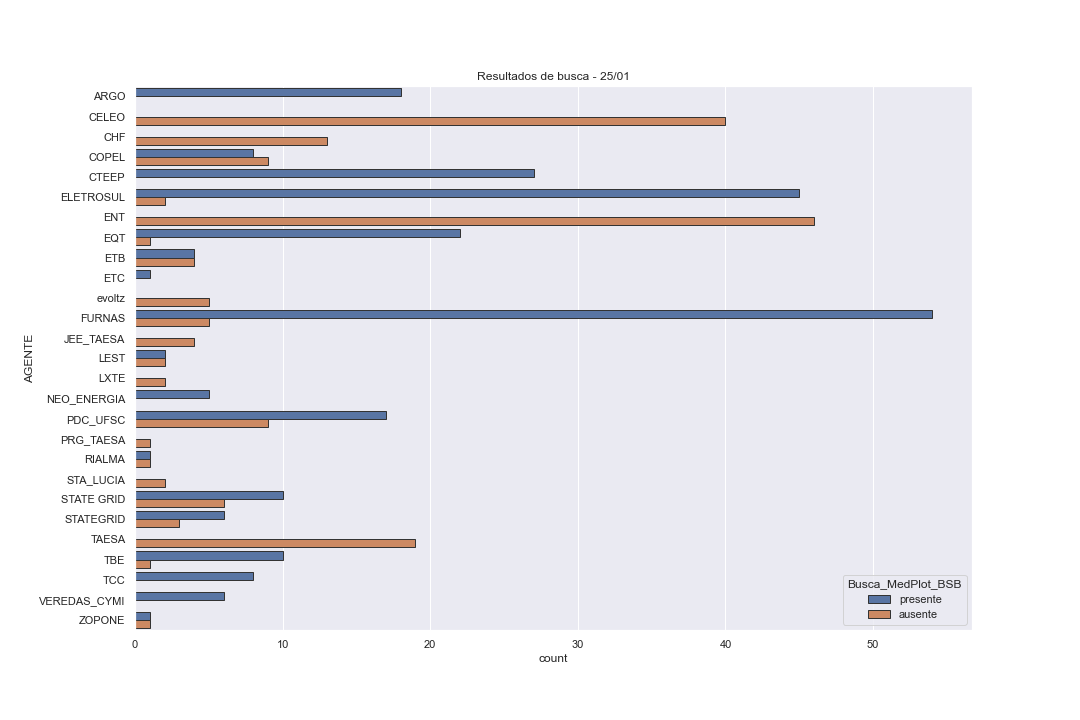 Resultados de busca - 25/01
AGENTE
ARGO
CELEO
CHF
COPEL
CTEEP
ELETROSUL
ENT
EQT
ETB
ETC
evoltz
FURNAS
JEE_TAESA
LEST
LXTE
NEO_ENERGIA
PDC_UFSC
PRG_TAESA
RIALMA
STA_LUCIA
STATE GRID
STATEGRID
TAESA
TBE
TCC
VEREDAS_CYMI
ZOPONE
Busca_MedPlot_BSB
presente
ausente
0 10 20 30 40 50
count